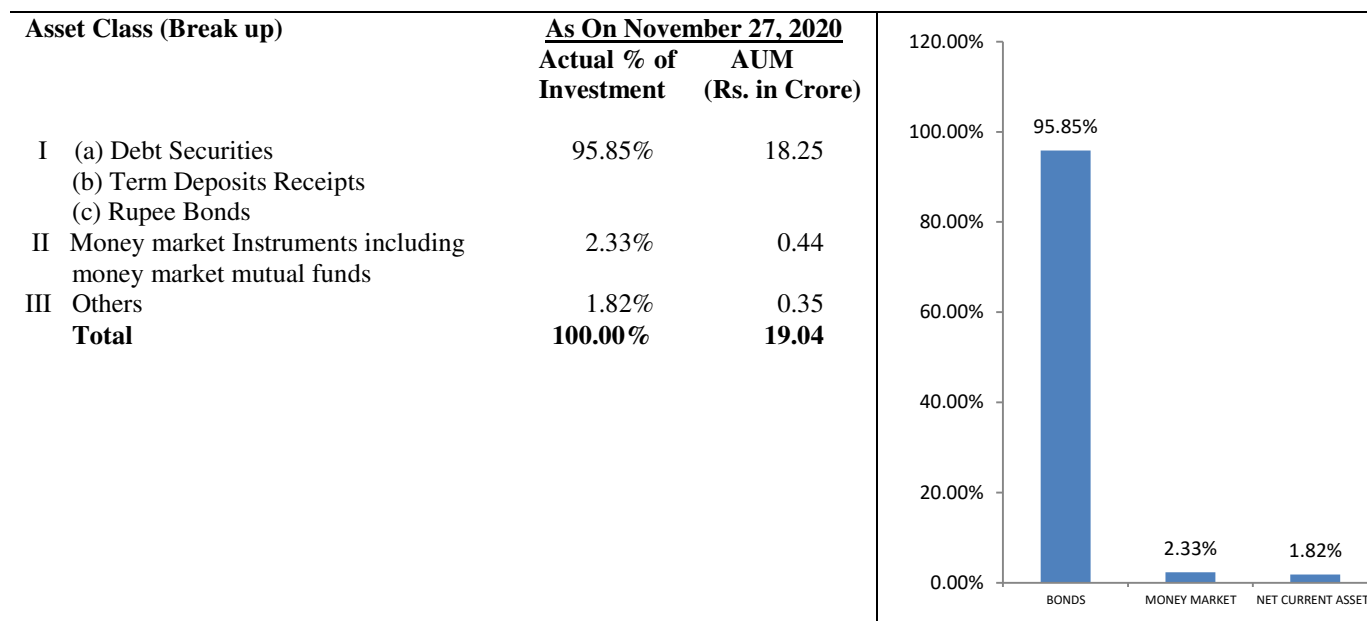 Asset Class (Break up) As On November 27, 2020
Actual % of AUM
Investment (Rs. in Crore)
I (a) Debt Securities 95.85% 18.25
(b) Term Deposits Receipts
(c) Rupee Bonds
II Money market Instruments including 2.33% 0.44
money market mutual funds
III Others 1.82% 0.35
Total 100.00% 19.04
120.00%
100.00%
80.00%
60.00%
40.00%
20.00%
0.00%
95.85%
2.33%
1.82%
BONDS MONEY MARKET NET CURRENT ASSET